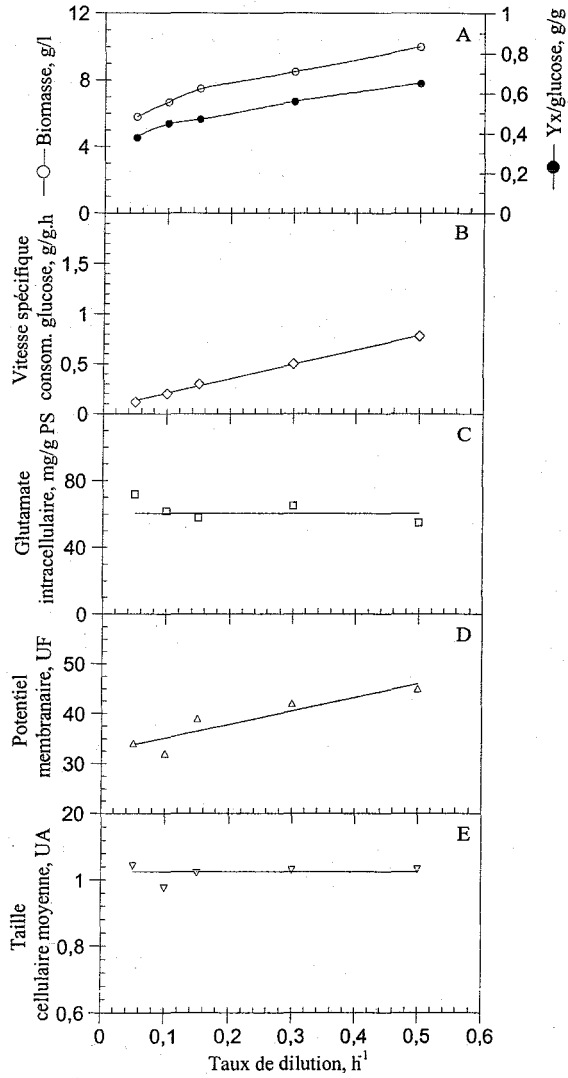 12
8
4
0
—○— Biomasse, g/l
A
1
0,8
0,6
0,4
0,2
0
—●— Yx/glucose, g/g
B
1,5
1
0,5
0
Vitesse spécifique
consom. glucose, g/g.h
C
80
40
0
Glutamate
intracellulaire, mg/g PS
D
50
40
30
20
Potentiel
membranaire, UF
E
1
0,8
0,6
Taille
cellulaire moyenne, UA
0 0,1 0,2 0,3 0,4 0,5 0,6
Taux de dilution, h⁻¹